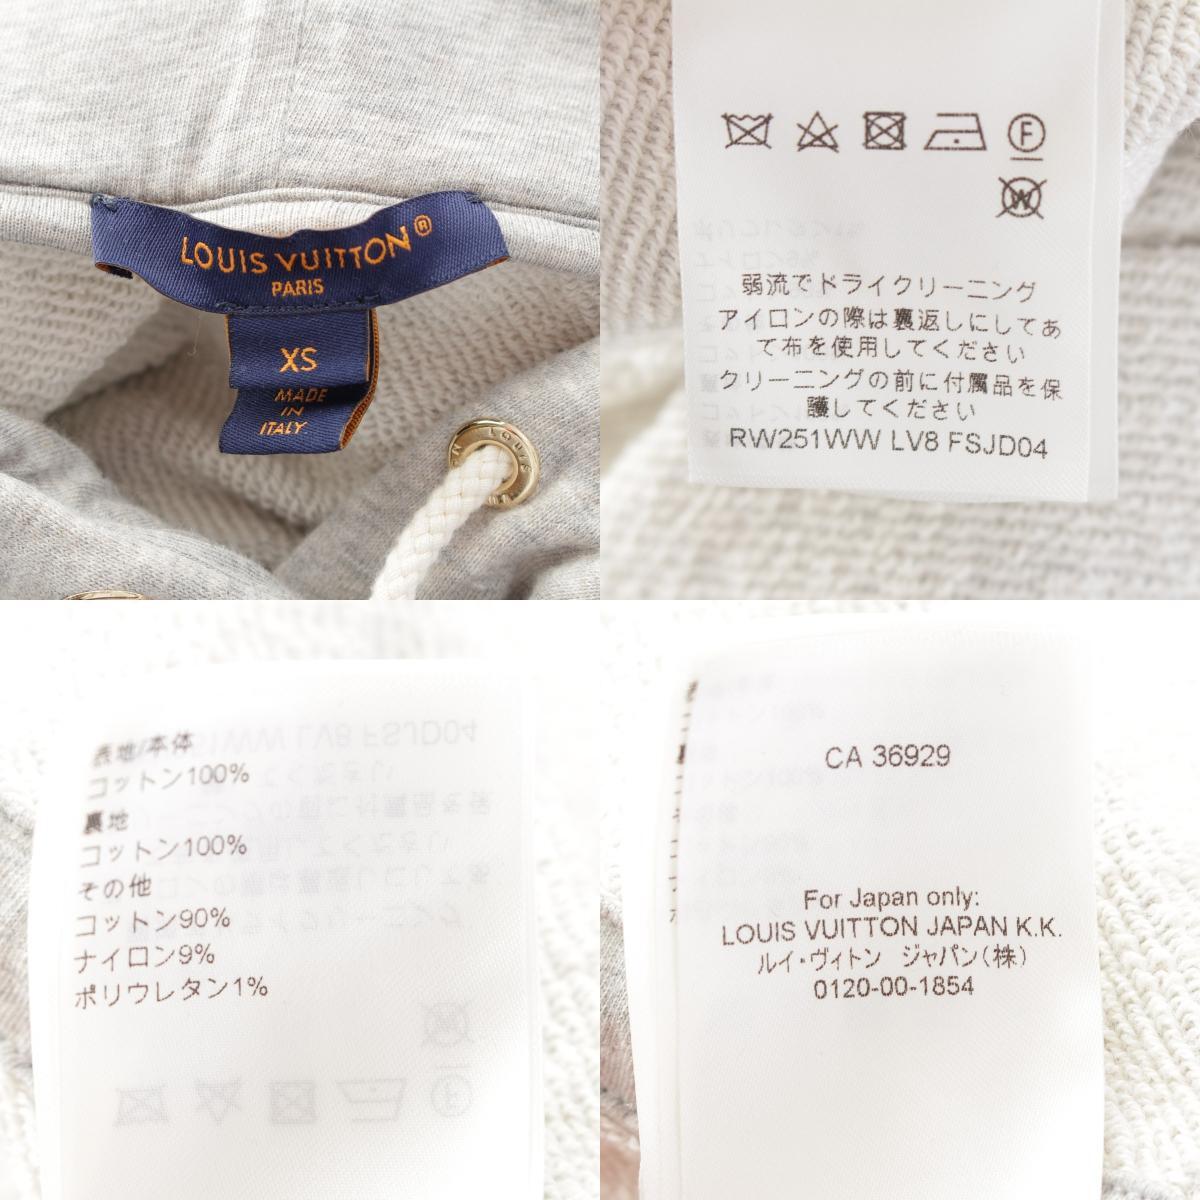 LOUIS VUITTON®
PARIS
XS
MADE
IN
ITALY
LOUIS
F
W
弱流でドライクリーニング
アイロンの際は裏返しにしてあ
て布を使用してください
クリーニングの前に付属品を保
護してください
RW251WW LV8 FSJD04
表地/本体
コットン100%
裏地
コットン100%
その他
コットン90%
ナイロン9%
ポリウレタン1%
CA 36929
For Japan only:
LOUIS VUITTON JAPAN K.K.
ルイ・ヴィトン ジャパン(株)
0120-00-1854